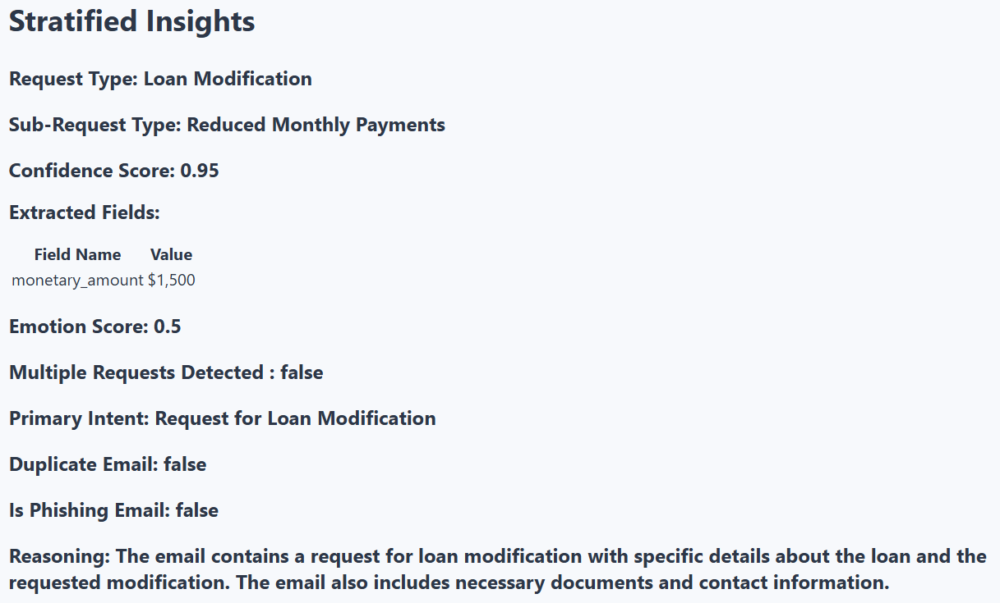 Stratified Insights
Request Type: Loan Modification
Sub-Request Type: Reduced Monthly Payments
Confidence Score: 0.95
Extracted Fields:
Field Name Value
monetary_amount $1,500
Emotion Score: 0.5
Multiple Requests Detected : false
Primary Intent: Request for Loan Modification
Duplicate Email: false
Is Phishing Email: false
Reasoning: The email contains a request for loan modification with specific details about the loan and the
requested modification. The email also includes necessary documents and contact information.